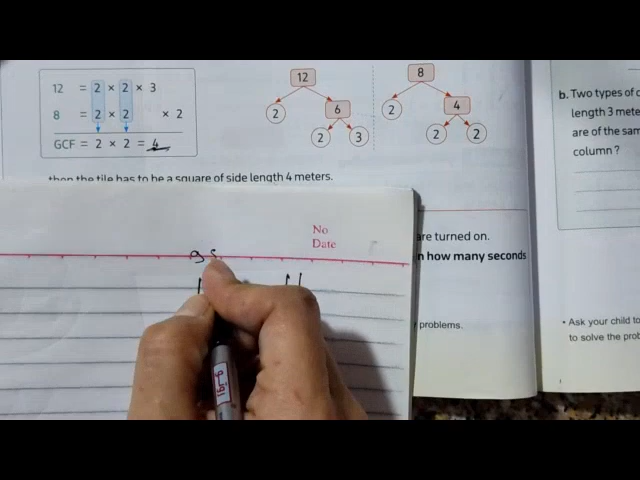 12 = 2 × 2 × 3
8 = 2 × 2 × 2
GCF = 2 × 2 = 4
12
2 6
2 3
8
2 4
2 2
then the tile has to be a square of side length 4 meters.
b. Two types of
length 3 mete
are of the sam
column ?
No
Date
are turned on.
n how many seconds
problems.
• Ask your child to
to solve the prob